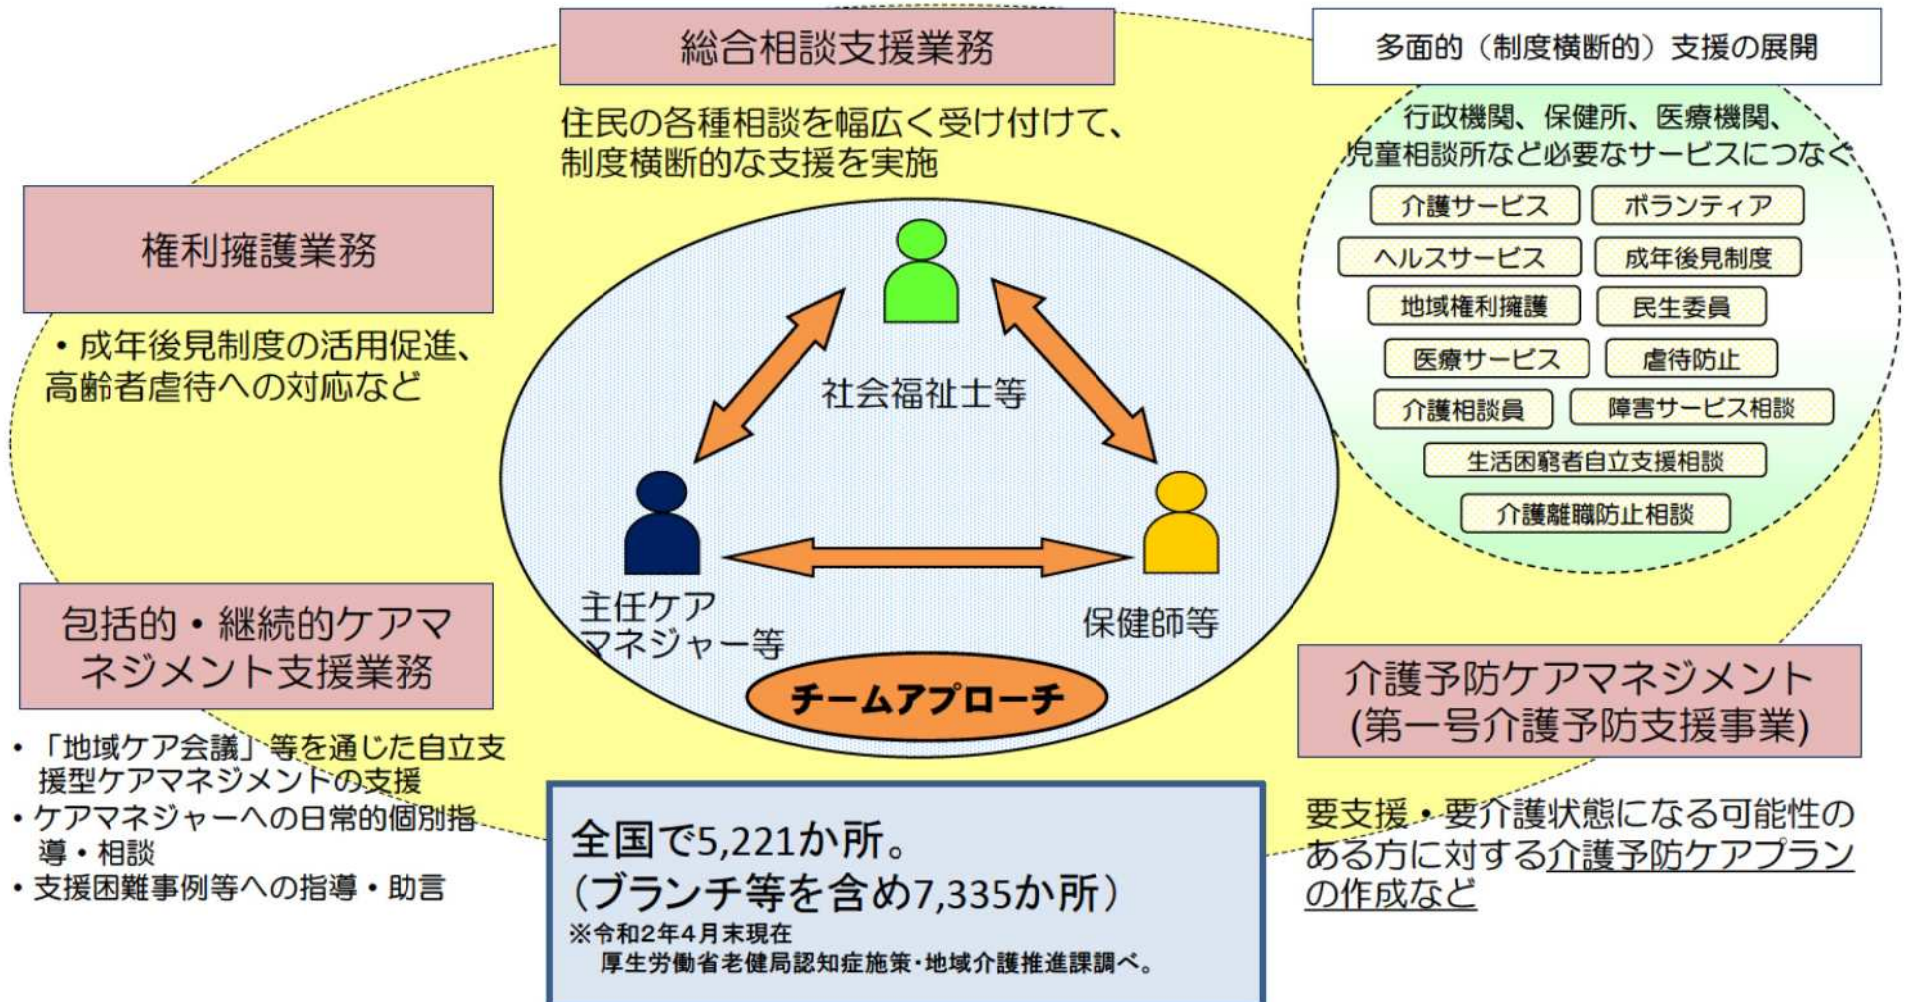 総合相談支援業務
住民の各種相談を幅広く受け付けて、
制度横断的な支援を実施
多面的（制度横断的）支援の展開
行政機関、保健所、医療機関、
児童相談所など必要なサービスにつなぐ
介護サービス
ボランティア
ヘルスサービス
成年後見制度
地域権利擁護
民生委員
医療サービス
虐待防止
介護相談員
障害サービス相談
生活困窮者自立支援相談
介護離職防止相談
権利擁護業務
・成年後見制度の活用促進、
高齢者虐待への対応など
社会福祉士等
主任ケア
マネジャー等
保健師等
チームアプローチ
包括的・継続的ケアマ
ネジメント支援業務
・「地域ケア会議」等を通じた自立支
援型ケアマネジメントの支援
・ケアマネジャーへの日常的個別指
導・相談
・支援困難事例等への指導・助言
介護予防ケアマネジメント
(第一号介護予防支援事業)
要支援・要介護状態になる可能性の
ある方に対する介護予防ケアプラン
の作成など
全国で5,221か所。
（ブランチ等を含め7,335か所）
※令和2年4月末現在
厚生労働省老健局認知症施策・地域介護推進課調べ。